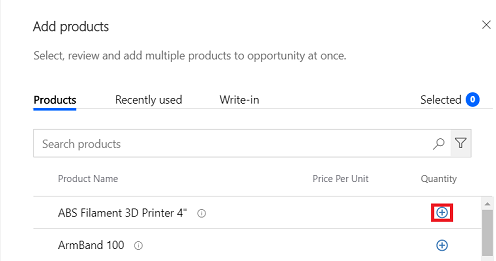 Add products
Select, review and add multiple products to opportunity at once.
Products Recently used Write-in Selected 0
Search products
Product Name Price Per Unit Quantity
ABS Filament 3D Printer 4"
ArmBand 100